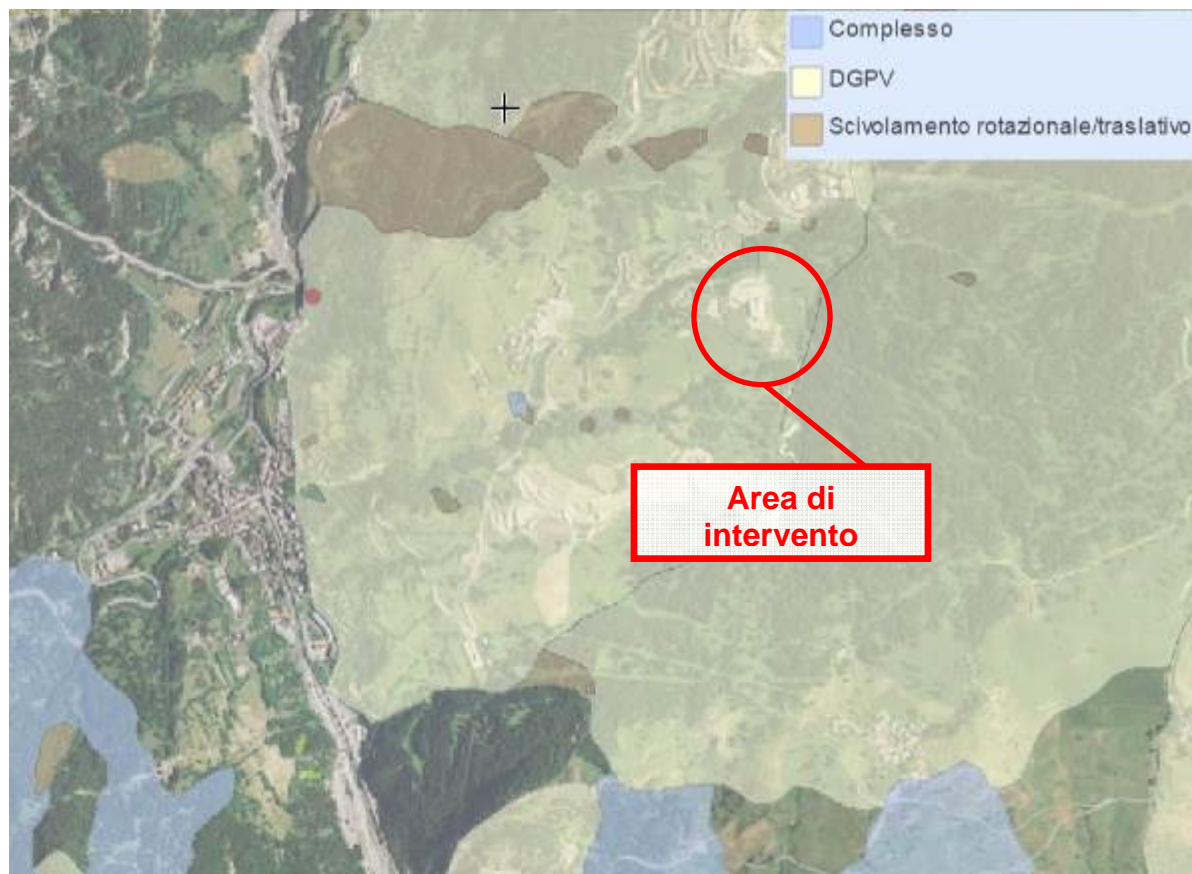 Complesso
DGPV
Scivolamento rotazionale/traslativo
Area di
intervento